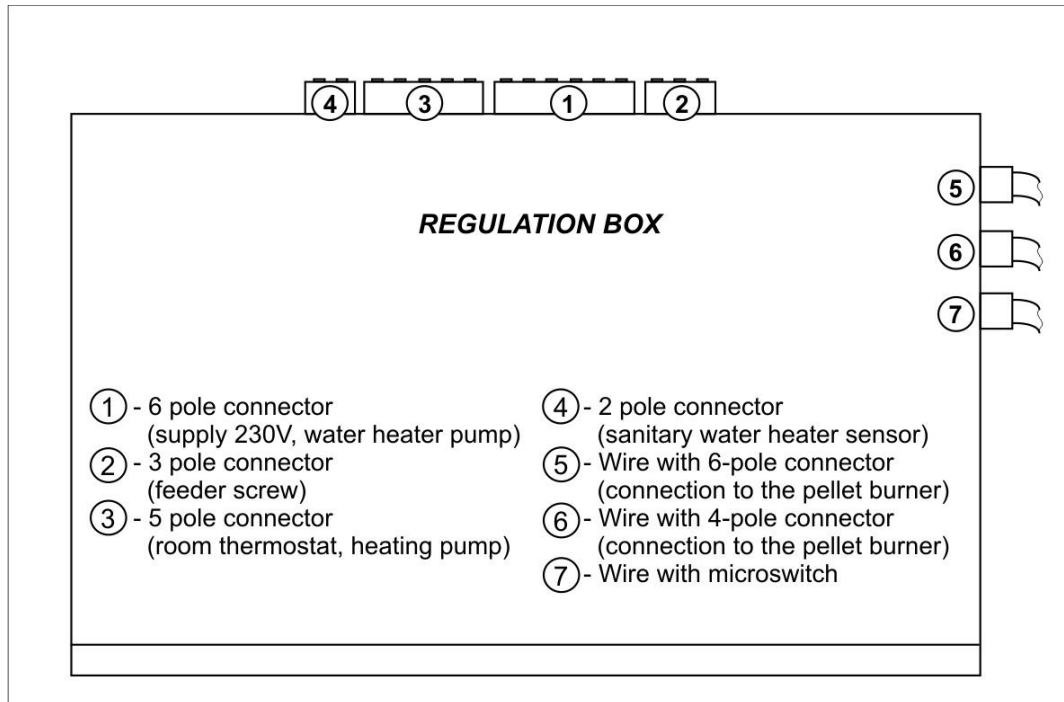 4 3 1 2
5
REGULATION BOX
6
7
1 - 6 pole connector
(supply 230V, water heater pump)
2 - 3 pole connector
(feeder screw)
3 - 5 pole connector
(room thermostat, heating pump)
4 - 2 pole connector
(sanitary water heater sensor)
5 - Wire with 6-pole connector
(connection to the pellet burner)
6 - Wire with 4-pole connector
(connection to the pellet burner)
7 - Wire with microswitch